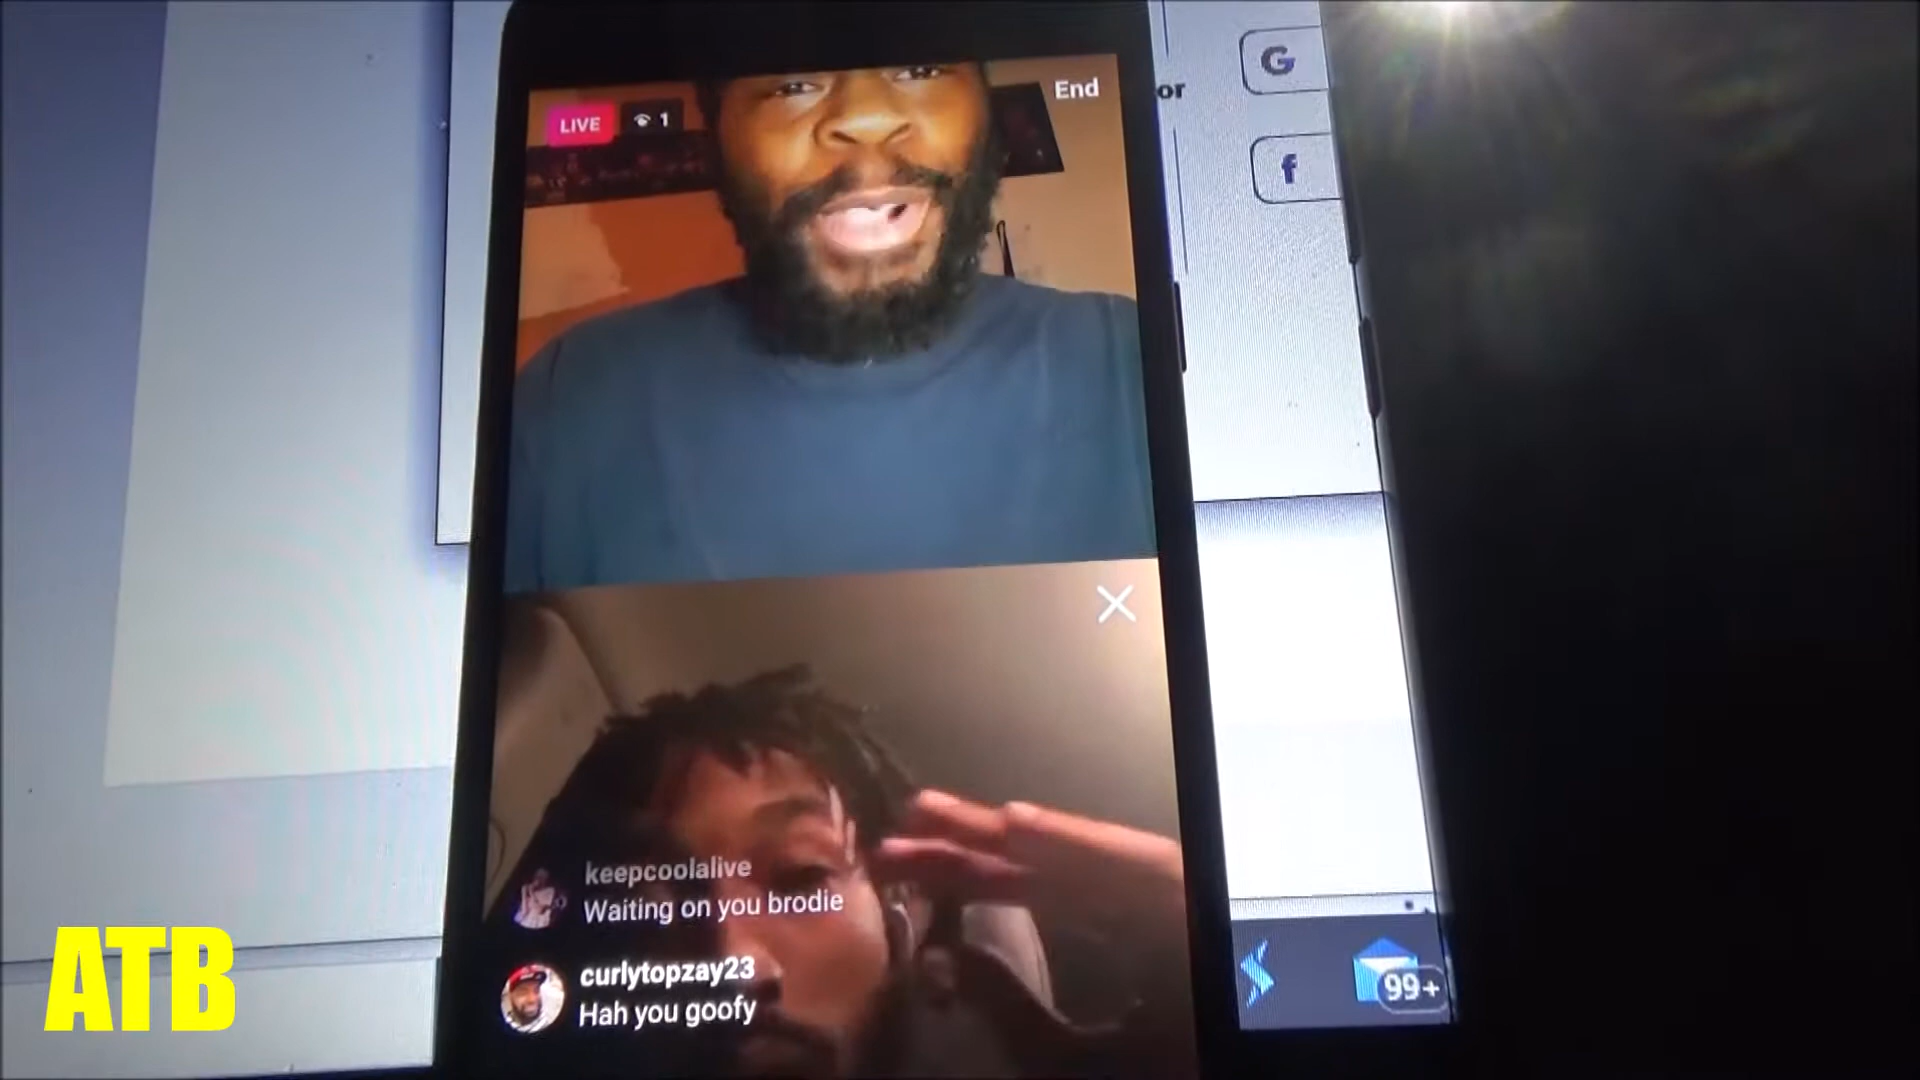 End
LIVE 1
or
G
f
keepcoolalive
Waiting on you brodie
curlytopzay23
Hah you goofy
99+
ATB